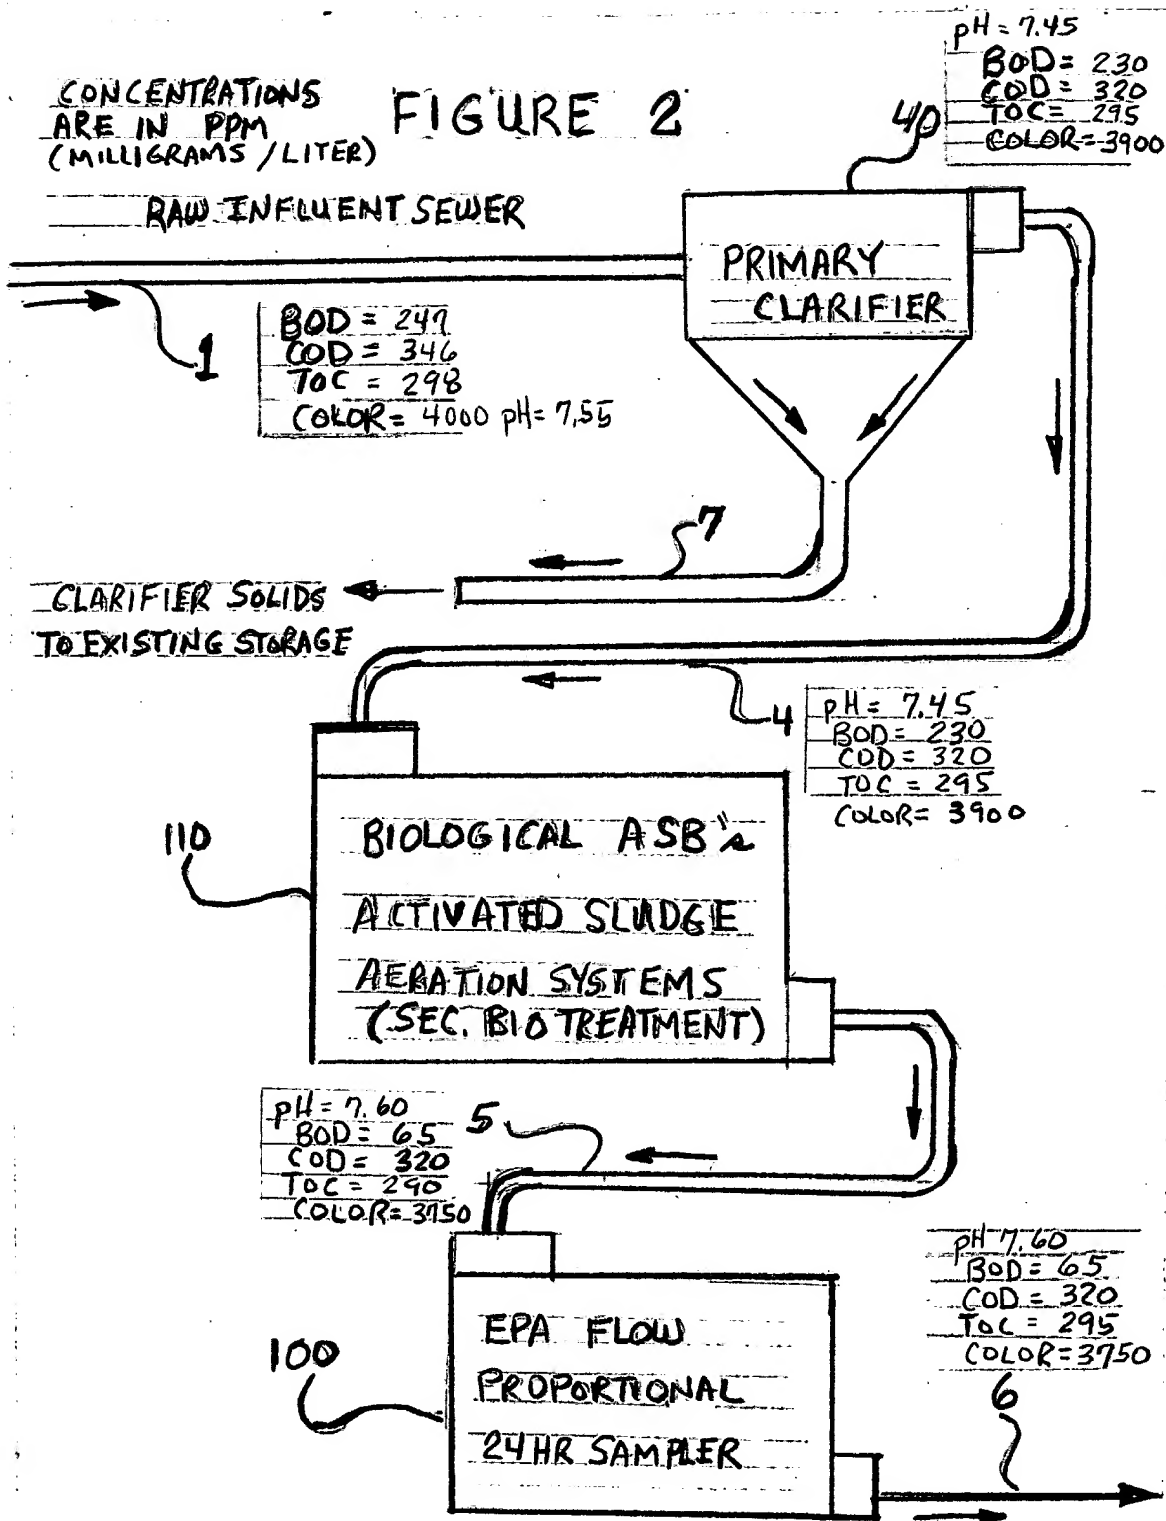 pH = 7.45
BOD = 230
COD = 320
TOC = 295
COLOR = 3900
CONCENTRATIONS
ARE IN PPM
(MILLIGRAMS / LITER)
FIGURE 2
40
RAW INFLUENT SEWER
PRIMARY
CLARIFIER
1
BOD = 247
COD = 346
TOC = 298
COLOR = 4000 pH = 7.55
7
CLARIFIER SOLIDS
TO EXISTING STORAGE
4
pH = 7.45
BOD = 230
COD = 320
TOC = 295
COLOR = 3900
110
BIOLOGICAL ASB's
ACTIVATED SLUDGE
AERATION SYSTEMS
(SEC. BIO TREATMENT)
pH = 7.60
BOD = 65
COD = 320
TOC = 290
COLOR = 3750
5
pH 7.60
BOD = 65
COD = 320
TOC = 295
COLOR = 3750
6
100
EPA FLOW
PROPORTIONAL
24 HR SAMPLER